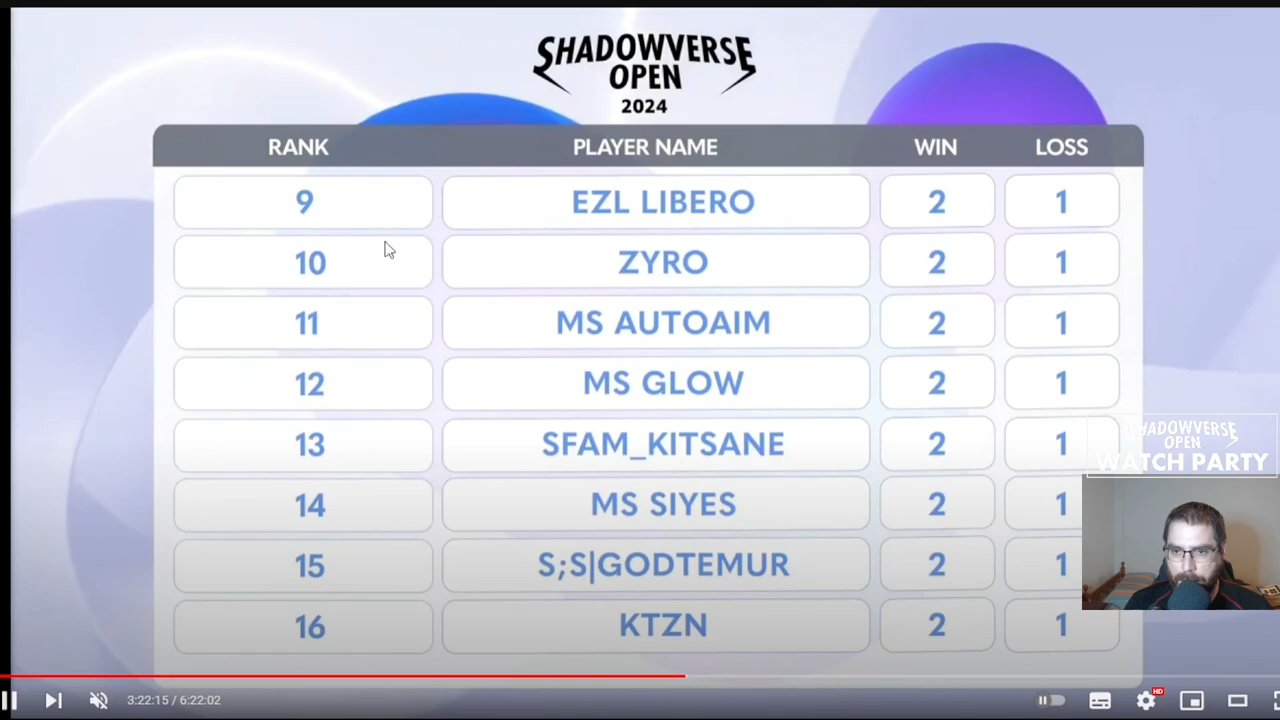 SHADOWVERSE
OPEN
2024
RANK PLAYER NAME WIN LOSS
9 EZL LIBERO 2 1
10 ZYRO 2 1
11 MS AUTOAIM 2 1
12 MS GLOW 2 1
13 SFAM_KITSANE 2 1
14 MS SIYES 2 1
15 S;S|GODTEMUR 2 1
16 KTZN 2 1
SHADOWVERSE
OPEN
WATCH PARTY
3:22:15 / 6:22:02
HD